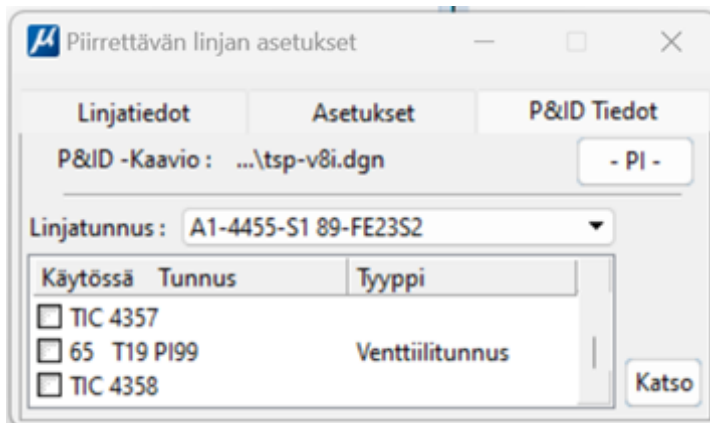 µ Piirrettävän linjan asetukset
Linjatiedot Asetukset P&ID Tiedot
P&ID -Kaavio : ...\tsp-v8i.dgn - PI -
Linjatunnus : A1-4455-S1 89-FE23S2
Käytössä Tunnus Tyyppi
TIC 4357
65 T19 PI99 Venttiilitunnus
TIC 4358
Katso